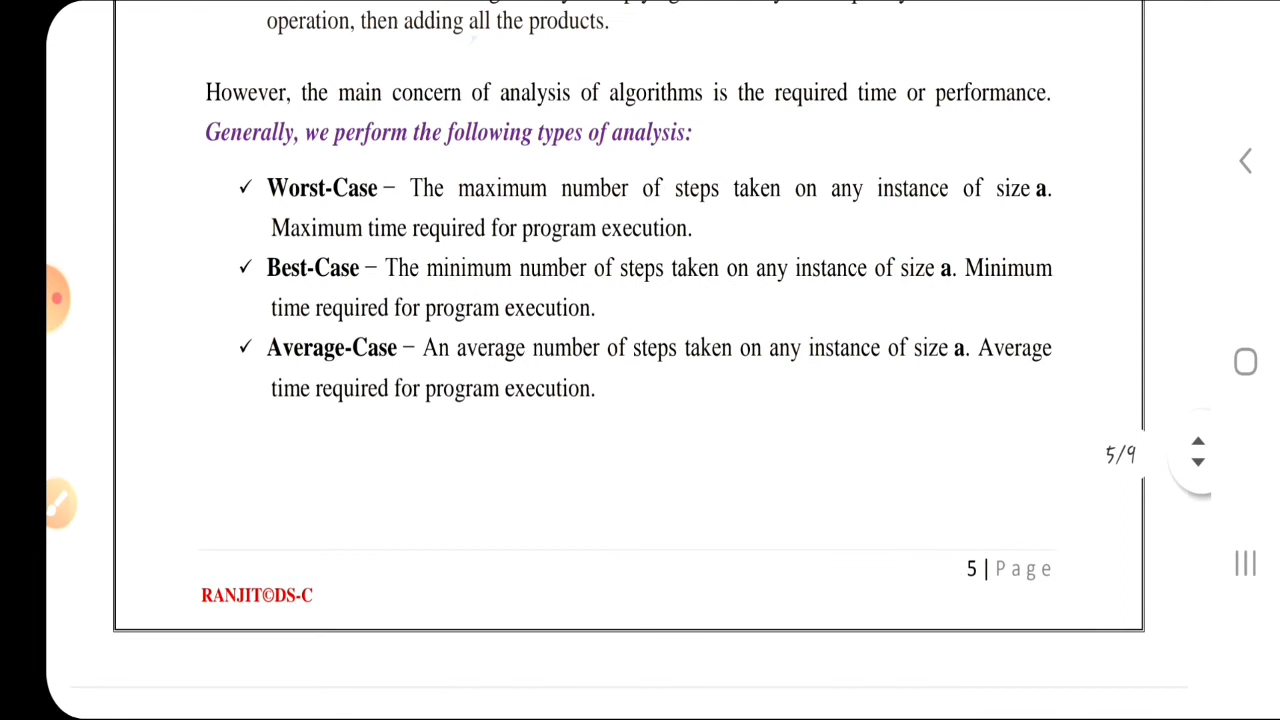 operation, then adding all the products.
However, the main concern of analysis of algorithms is the required time or performance.
Generally, we perform the following types of analysis:
✓ Worst-Case − The maximum number of steps taken on any instance of size a.
Maximum time required for program execution.
✓ Best-Case − The minimum number of steps taken on any instance of size a. Minimum
time required for program execution.
✓ Average-Case − An average number of steps taken on any instance of size a. Average
time required for program execution.
5/9
5 | Page
RANJIT©DS-C